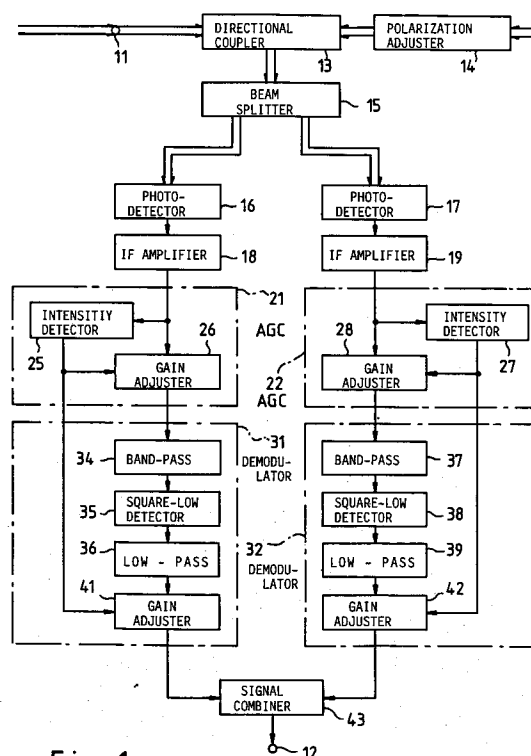 DIRECTIONAL
COUPLER
POLARIZATION
ADJUSTER
11
13
14
BEAM
SPLITTER
15
PHOTO-
DETECTOR
16
PHOTO-
DETECTOR
17
IF AMPLIFIER
18
IF AMPLIFIER
19
21
INTENSITIY
DETECTOR
25
26
AGC
GAIN
ADJUSTER
28
INTENSITY
DETECTOR
27
GAIN
ADJUSTER
22
AGC
31
34
BAND-PASS
DEMODU-
LATOR
BAND-PASS
37
35
SQUARE-LOW
DETECTOR
SQUARE-LOW
DETECTOR
38
36
LOW - PASS
32
DEMODU-
LATOR
LOW - PASS
39
41
GAIN
ADJUSTER
GAIN
ADJUSTER
42
SIGNAL
COMBINER
43
12